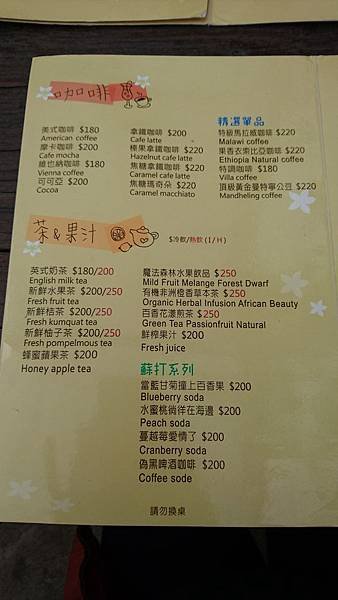 咖啡
美式咖啡 $180
American coffee
摩卡咖啡 $200
Cafe mocha
維也納咖啡 $180
Vienna coffee
可可亞 $200
Cocoa
拿鐵咖啡 $200
Cafe latte
榛果拿鐵咖啡 $220
Hazelnut cafe latte
焦糖拿鐵咖啡 $220
Caramel cafe latte
焦糖瑪奇朵 $220
Caramel macchiato
精選單品
特級馬拉威咖啡 $220
Malawi coffee
果香衣索比亞咖啡 $220
Ethiopia Natural coffee
特調咖啡 $180
Villa coffee
頂級黃金曼特寧公豆 $220
Mandheling coffee
茶&果汁
$冷飲/熱飲(I/H)
英式奶茶 $180/200
English milk tea
新鮮水果茶 $200/250
Fresh fruit tea
新鮮桔茶 $200/250
Fresh kumquat tea
新鮮柚子茶 $200/250
Fresh pompelmous tea
蜂蜜蘋果茶 $200
Honey apple tea
魔法森林水果飲品 $250
Mild Fruit Melange Forest Dwarf
有機非洲橙香草本茶 $250
Organic Herbal Infusion African Beauty
百香花漾煎茶 $250
Green Tea Passionfruit Natural
鮮榨果汁 $200
Fresh juice
蘇打系列
當藍甘菊撞上百香果 $200
Blueberry soda
水蜜桃徜徉在海邊 $200
Peach soda
蔓越莓愛情了 $200
Cranberry soda
偽黑啤酒咖啡 $200
Coffee sode
請勿換桌